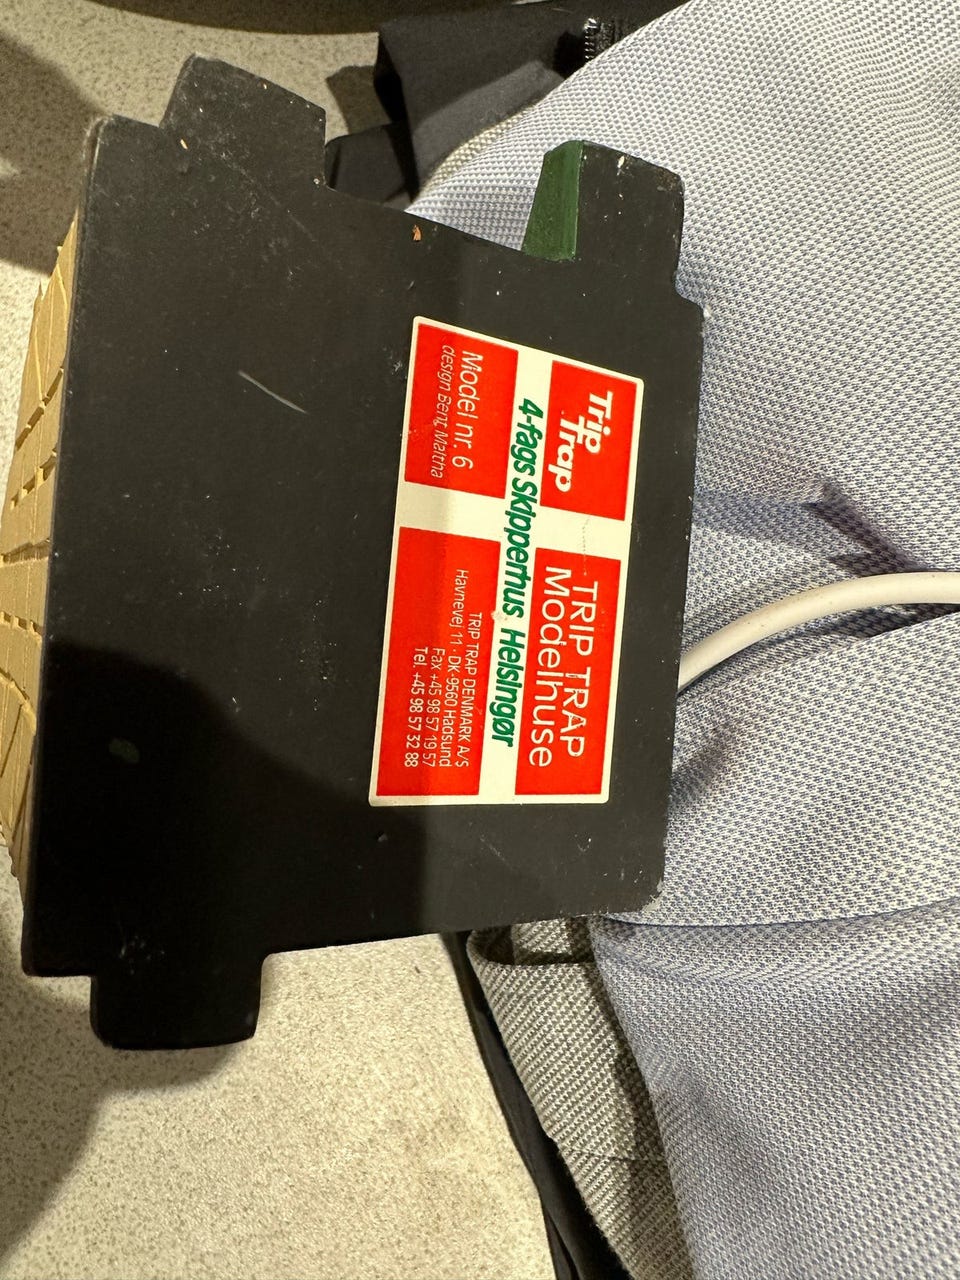 Trip
Trap
TRIP TRAP
Modelhuse
4-fags Skipperhus Helsingør
Model nr. 6
design Bent Maltha
TRIP TRAP DENMARK A/S
Havnevej 11 · DK-9560 Hadsund
Fax +45 98 57 19 57
Tel. +45 98 57 32 88